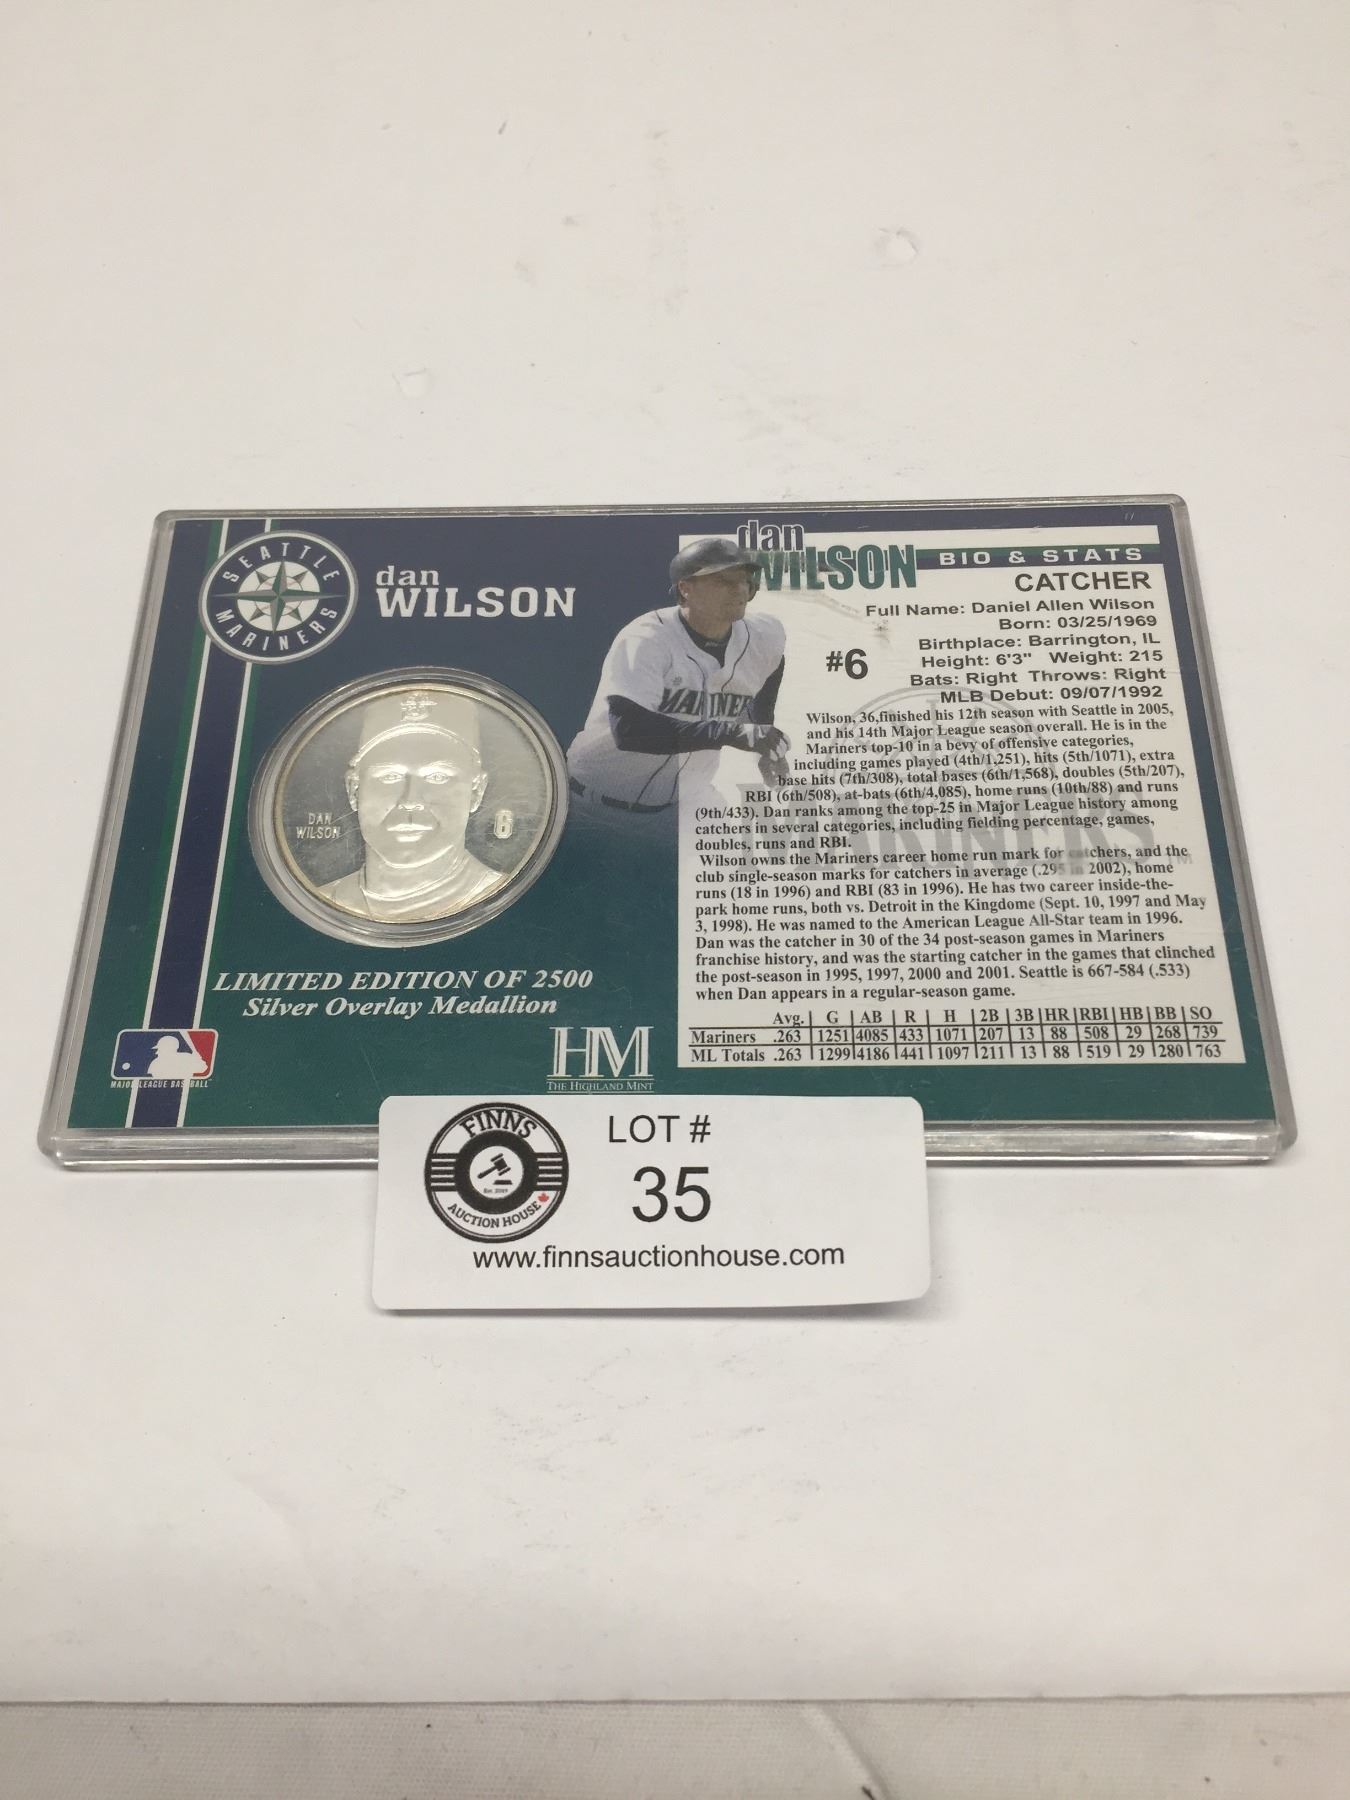 SEATTLE MARINERS
dan
WILSON
DAN
WILSON
6
LIMITED EDITION OF 2500
Silver Overlay Medallion
MAJOR LEAGUE BASEBALL
HM
THE HIGHLAND MINT
dan
WILSON
BIO & STATS
CATCHER
Full Name: Daniel Allen Wilson
Born: 03/25/1969
Birthplace: Barrington, IL
#6
Height: 6'3" Weight: 215
Bats: Right Throws: Right
MLB Debut: 09/07/1992
MARINERS
Wilson, 36,finished his 12th season with Seattle in 2005,
and his 14th Major League season overall. He is in the
Mariners top-10 in a bevy of offensive categories,
including games played (4th/1,251), hits (5th/1071), extra
base hits (7th/308), total bases (6th/1,568), doubles (5th/207),
RBI (6th/508), at-bats (6th/4,085), home runs (10th/88) and runs
(9th/433). Dan ranks among the top-25 in Major League history among
catchers in several categories, including fielding percentage, games,
doubles, runs and RBI.
Wilson owns the Mariners career home run mark for catchers, and the
club single-season marks for catchers in average (.295 in 2002), home
runs (18 in 1996) and RBI (83 in 1996). He has two career inside-the-
park home runs, both vs. Detroit in the Kingdome (Sept. 10, 1997 and May
3, 1998). He was named to the American League All-Star team in 1996.
Dan was the catcher in 30 of the 34 post-season games in Mariners
franchise history, and was the starting catcher in the games that clinched
the post-season in 1995, 1997, 2000 and 2001. Seattle is 667-584 (.533)
when Dan appears in a regular-season game.
Avg. G AB R H 2B 3B HR RBI HB BB SO
Mariners .263 1251 4085 433 1071 207 13 88 508 29 268 739
ML Totals .263 1299 4186 441 1097 211 13 88 519 29 280 763
FINNS
Est. 2019
AUCTION HOUSE
LOT #
35
www.finnsauctionhouse.com